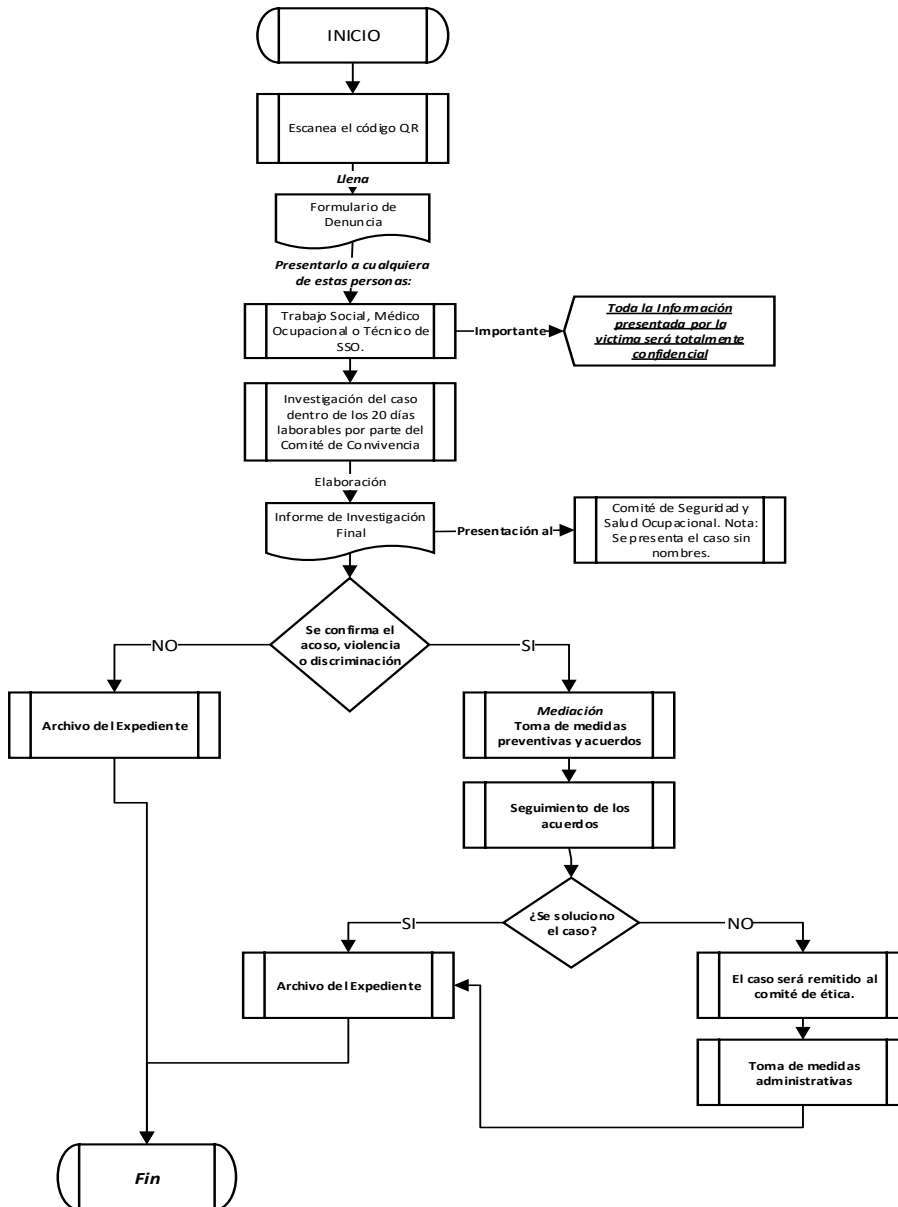 INICIO
Escanea el código QR
Llena
Formulario de
Denuncia
Presentarlo a cualquiera
de estas personas:
Trabajo Social, Médico
Ocupacional o Técnico de
SSO.
Importante
Toda la Información
presentada por la
victima será totalmente
confidencial
Investigación del caso
dentro de los 20 días
laborables por parte del
Comité de Convivencia
Elaboración
Informe de Investigación
Final
Presentación al
Comité de Seguridad y
Salud Ocupacional. Nota:
Se presenta el caso sin
nombres.
Se confirma el
acoso, violencia
o discriminación
NO
SI
Archivo del Expediente
Mediación
Toma de medidas
preventivas y acuerdos
Seguimiento de los
acuerdos
¿Se soluciono
el caso?
SI
NO
Archivo del Expediente
El caso será remitido al
comité de ética.
Toma de medidas
administrativas
Fin